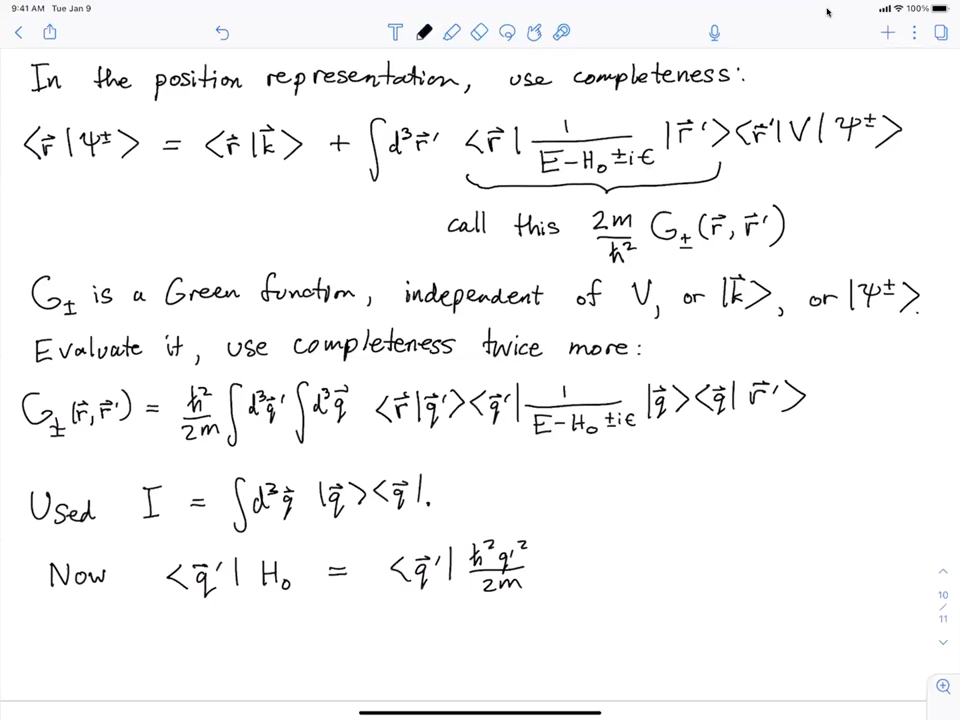 9:41 AM Tue Jan 9 100%
In the position representation, use completeness:
<r⃗|Ψ±> = <r⃗|k⃗> + ∫d³r⃗' <r⃗| 1/(E-H₀±iϵ) |r⃗'><r⃗'|V|Ψ±>
call this 2m/ħ² G±(r⃗, r⃗')
G± is a Green function, independent of V, or |k⃗>, or |Ψ±>.
Evaluate it, use completeness twice more:
G±(r⃗,r⃗') = ħ²/2m ∫d³q⃗' ∫d³q⃗ <r⃗|q⃗'><q⃗'| 1/(E-H₀±iϵ) |q⃗><q⃗|r⃗'>
Used I = ∫d³q⃗ |q⃗><q⃗|.
Now <q⃗'| H₀ = <q⃗'| ħ²q'²/2m
10
/
11